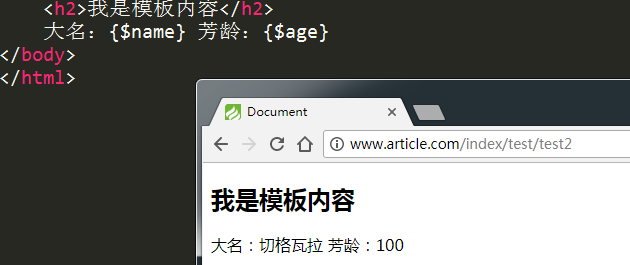 <h2>我是模板内容</h2>
大名：{$name} 芳龄：{$age}
</body>
</html>
Document
www.article.com/index/test/test2
我是模板内容
大名：切格瓦拉 芳龄：100